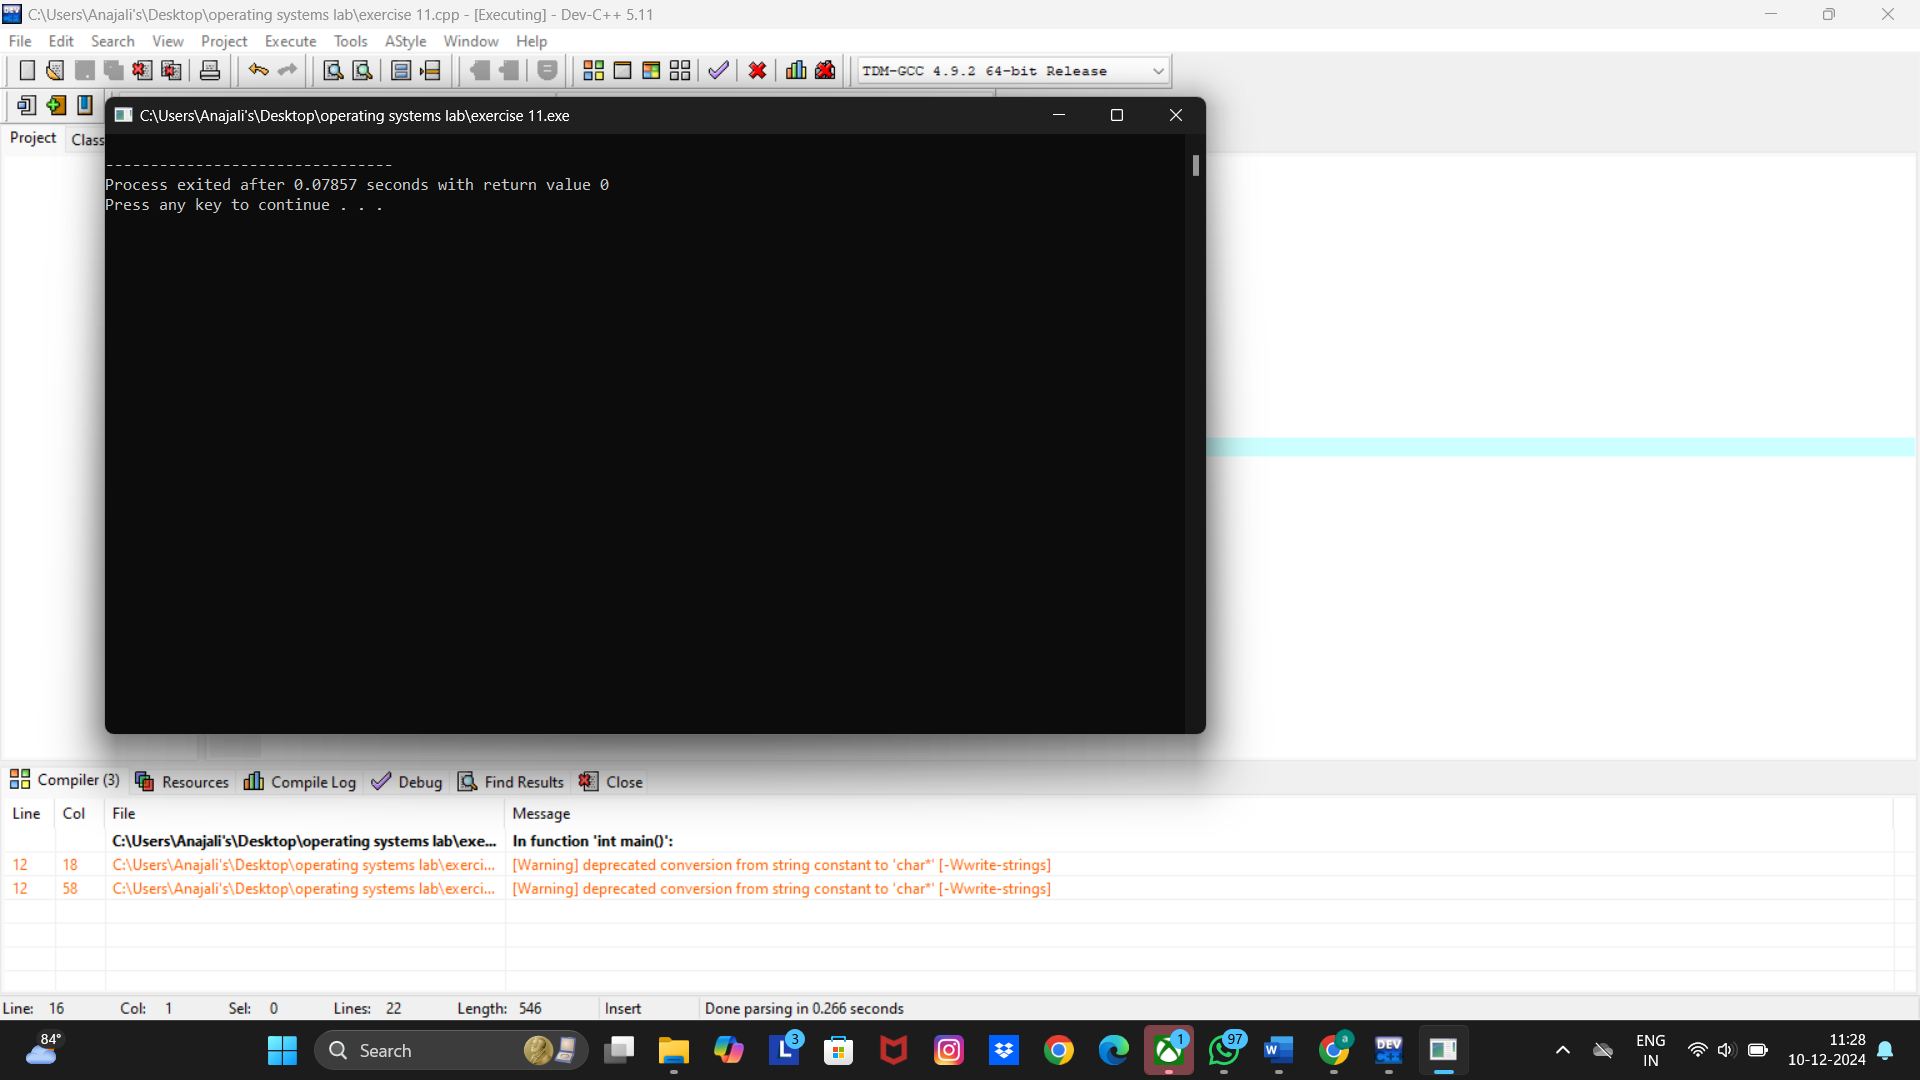 C:\Users\Anajali's\Desktop\operating systems lab\exercise 11.cpp - [Executing] - Dev-C++ 5.11
File Edit Search View Project Execute Tools AStyle Window Help
TDM-GCC 4.9.2 64-bit Release
C:\Users\Anajali's\Desktop\operating systems lab\exercise 11.exe
Project Class
--------------------------------
Process exited after 0.07857 seconds with return value 0
Press any key to continue . . .
Compiler (3) Resources Compile Log Debug Find Results Close
Line Col File Message
C:\Users\Anajali's\Desktop\operating systems lab\exe... In function 'int main()':
12 18 C:\Users\Anajali's\Desktop\operating systems lab\exerci... [Warning] deprecated conversion from string constant to 'char*' [-Wwrite-strings]
12 58 C:\Users\Anajali's\Desktop\operating systems lab\exerci... [Warning] deprecated conversion from string constant to 'char*' [-Wwrite-strings]
Line: 16 Col: 1 Sel: 0 Lines: 22 Length: 546 Insert Done parsing in 0.266 seconds
84°
Search
L 3
1
97
W
a
DEV C++
ENG
IN
11:28
10-12-2024